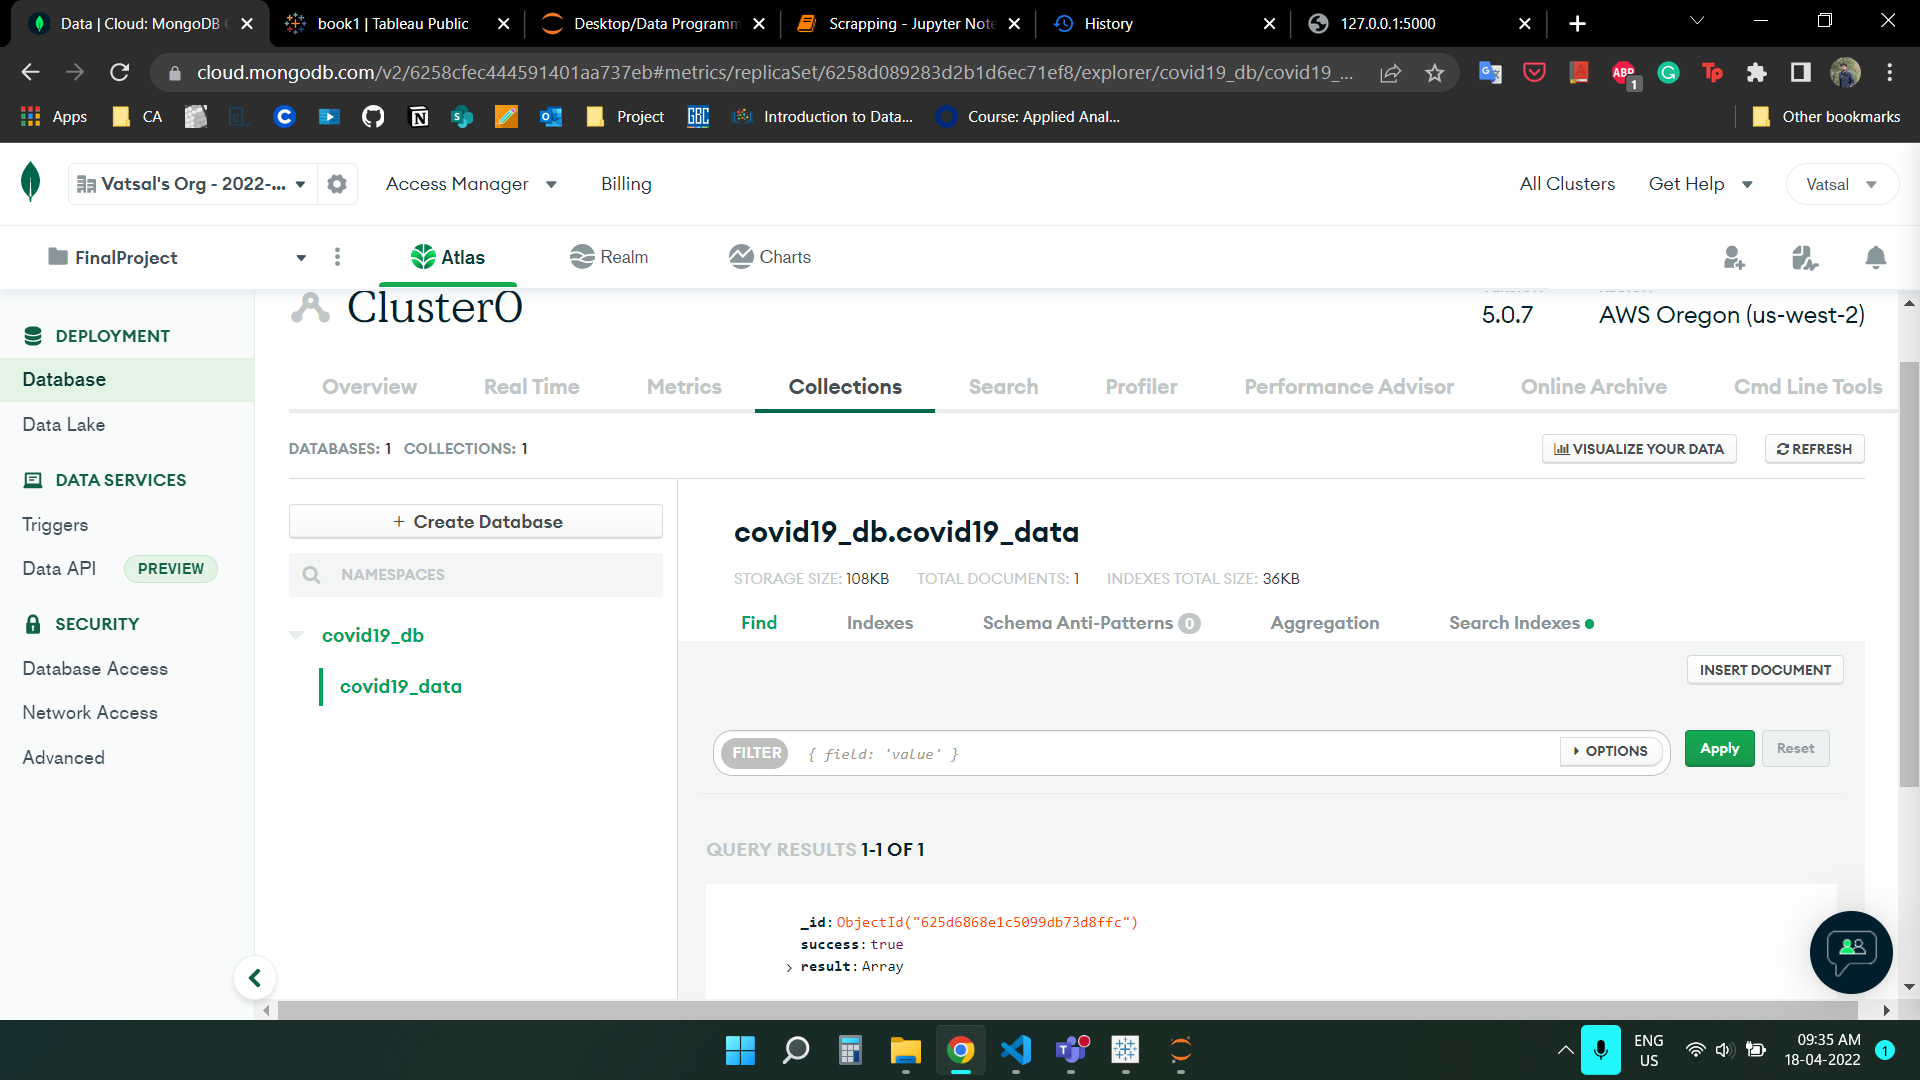 Data | Cloud: MongoDB
book1 | Tableau Public
Desktop/Data Programm
Scrapping - Jupyter Note
History
127.0.0.1:5000
cloud.mongodb.com/v2/6258cfec444591401aa737eb#metrics/replicaSet/6258d089283d2b1d6ec71ef8/explorer/covid19_db/covid19_...
ABP
1
Tp
Apps
CA
Project
GBC
Introduction to Data...
Course: Applied Anal...
Other bookmarks
Vatsal's Org - 2022-...
Access Manager
Billing
All Clusters
Get Help
Vatsal
FinalProject
Atlas
Realm
Charts
DEPLOYMENT
Database
Data Lake
DATA SERVICES
Triggers
Data API PREVIEW
SECURITY
Database Access
Network Access
Advanced
Cluster0
5.0.7
AWS Oregon (us-west-2)
Overview
Real Time
Metrics
Collections
Search
Profiler
Performance Advisor
Online Archive
Cmd Line Tools
DATABASES: 1 COLLECTIONS: 1
VISUALIZE YOUR DATA
REFRESH
+ Create Database
NAMESPACES
covid19_db
covid19_data
covid19_db.covid19_data
STORAGE SIZE: 108KB TOTAL DOCUMENTS: 1 INDEXES TOTAL SIZE: 36KB
Find
Indexes
Schema Anti-Patterns 0
Aggregation
Search Indexes
INSERT DOCUMENT
FILTER { field: 'value' }
OPTIONS
Apply
Reset
QUERY RESULTS 1-1 OF 1
_id: ObjectId("625d6868e1c5099db73d8ffc")
success: true
result: Array
ENG
US
09:35 AM
18-04-2022
1